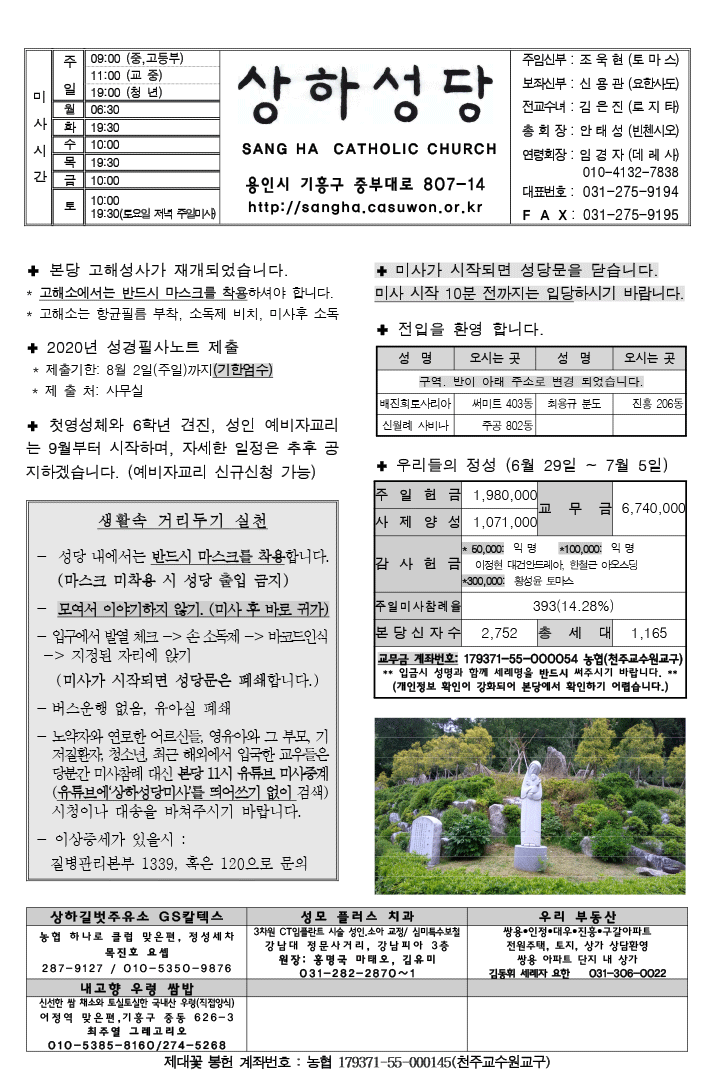 미 사 시 간
주 일 09:00 (중,고등부)
11:00 (교 중)
19:00 (청 년)
월 06:30
화 19:30
수 10:00
목 19:30
금 10:00
토 10:00
19:30(토요일 저녁 주일미사)
상하성당
SANG HA CATHOLIC CHURCH
용인시 기흥구 중부대로 807-14
http://sangha.casuwon.or.kr
주임신부 : 조 욱 현 (토 마 스)
보좌신부 : 신 용 관 (요한사도)
전교수녀 : 김 은 진 (로 지 타)
총 회 장 : 안 태 성 (빈첸시오)
연령회장 : 임 경 자 (데 레 사)
010-4132-7838
대표번호 : 031-275-9194
F A X : 031-275-9195
✚ 본당 고해성사가 재개되었습니다.
* 고해소에서는 반드시 마스크를 착용하셔야 합니다.
* 고해소는 항균필름 부착, 소독제 비치, 미사후 소독
✚ 2020년 성경필사노트 제출
* 제출기한: 8월 2일(주일)까지(기한엄수)
* 제 출 처: 사무실
✚ 첫영성체와 6학년 견진, 성인 예비자교리
는 9월부터 시작하며, 자세한 일정은 추후 공
지하겠습니다. (예비자교리 신규신청 가능)
생활속 거리두기 실천
- 성당 내에서는 반드시 마스크를 착용합니다.
(마스크 미착용 시 성당 출입 금지)
- 모여서 이야기하지 않기. (미사 후 바로 귀가)
- 입구에서 발열 체크 -> 손 소독제 -> 바코드인식
-> 지정된 자리에 앉기
(미사가 시작되면 성당문은 폐쇄합니다.)
- 버스운행 없음, 유아실 폐쇄
- 노약자와 연로한 어르신들, 영유아와 그 부모, 기
저질환자, 청소년, 최근 해외에서 입국한 교우들은
당분간 미사참례 대신 본당 11시 유튜브 미사중계
(유튜브에'상하성당미사'를 띄어쓰기 없이 검색)
시청이나 대송을 바쳐주시기 바랍니다.
- 이상증세가 있을시 :
질병관리본부 1339, 혹은 120으로 문의
✚ 미사가 시작되면 성당문을 닫습니다.
미사 시작 10분 전까지는 입당하시기 바랍니다.
✚ 전입을 환영 합니다.
성 명 오시는 곳 성 명 오시는 곳
구역. 반이 아래 주소로 변경 되었습니다.
배진희토사리아 써미트 403동 최용규 분도 진흥 206동
신월례 사비나 주공 802동
✚ 우리들의 정성 (6월 29일 ~ 7월 5일)
주 일 헌 금 1,980,000 교 무 금 6,740,000
사 제 양 성 1,071,000
감 사 헌 금 * 50,000: 익 명 *100,000: 익 명
이정현 대건안드레아, 한철근 아오스딩
*300,000: 황성윤 토마스
주일미사참례율 393(14.28%)
본당신자수 2,752 총 세 대 1,165
교무금 계좌번호: 179371-55-000054 농협(천주교수원교구)
** 입금시 성명과 함께 세례명을 반드시 써주시기 바랍니다. **
(개인정보 확인이 강화되어 본당에서 확인하기 어렵습니다.)
상하길벗주유소 GS칼텍스
농협 하나로 클럽 맞은편, 정성세차
목진호 요셉
287-9127 / 010-5350-9876
성모 플러스 치과
3차원 CT임플란트 시술 성인.소아 교정/ 심미특수보철
강남대 정문사거리, 강남피아 3층
원장: 홍명국 마태오, 김유미
031-282-2870~1
우리 부동산
쌍용•인정•대우•진흥•구갈아파트
전원주택, 토지, 상가 상담환영
쌍용 아파트 단지 내 상가
김동휘 세례자 요한 031-306-0022
내고향 우렁 쌈밥
신선한 쌈 채소와 토실토실한 국내산 우렁(직접양식)
어정역 맞은편,기흥구 중동 626-3
최주열 그레고리오
010-5385-8160/274-5268
제대꽃 봉헌 계좌번호 : 농협 179371-55-000145(천주교수원교구)